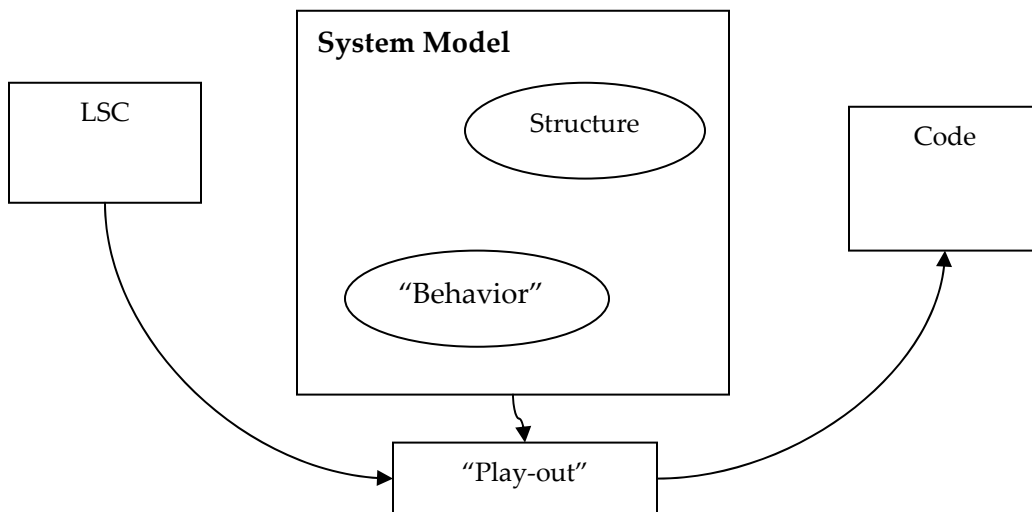 System Model
LSC
Structure
Code
“Behavior”
“Play-out”